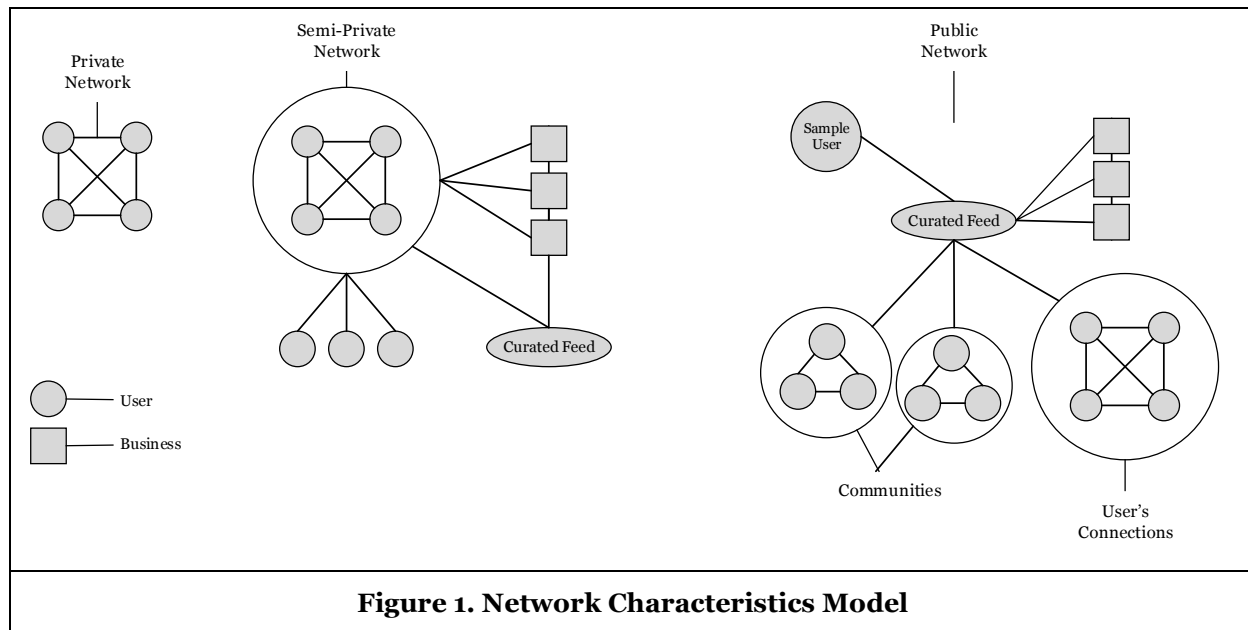 Private
Network
Semi-Private
Network
Public
Network
Sample
User
Curated Feed
Curated Feed
User
Business
Communities
User’s
Connections
Figure 1. Network Characteristics Model